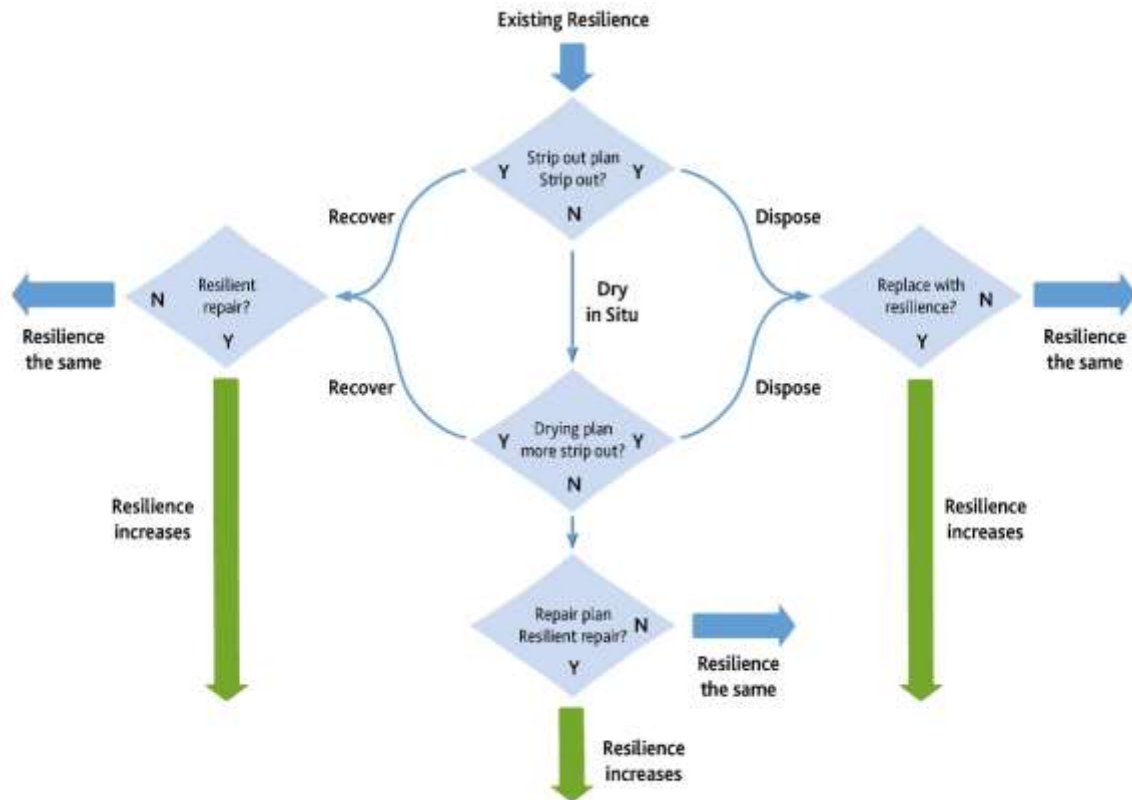 Existing Resilience
Strip out plan
Y Strip out? Y
N
Recover
Dispose
Resilient
N repair?
Y
Resilience
the same
Dry
in Situ
Replace with
resilience? N
Y
Resilience
the same
Recover
Dispose
Drying plan
Y more strip out? Y
N
Resilience
increases
Resilience
increases
Repair plan N
Resilient repair?
Y
Resilience
the same
Resilience
increases